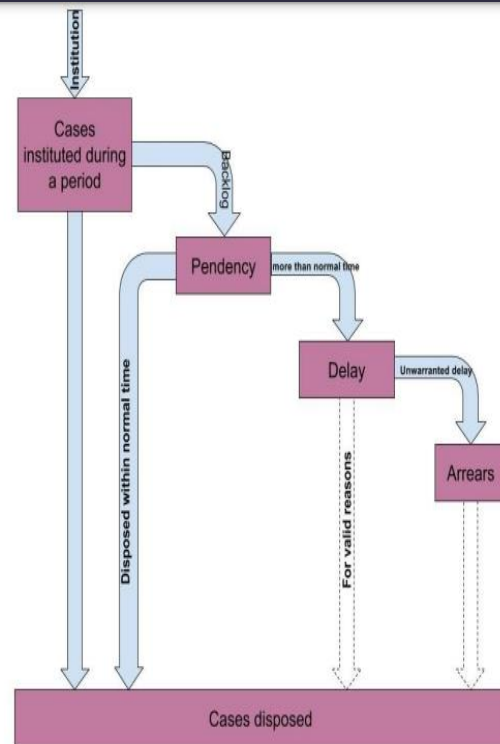 Institution
Cases
instituted during
a period
Backlog
Pendency
more than normal time
Delay
Unwarranted delay
Arrears
Disposed within normal time
For valid reasons
Cases disposed